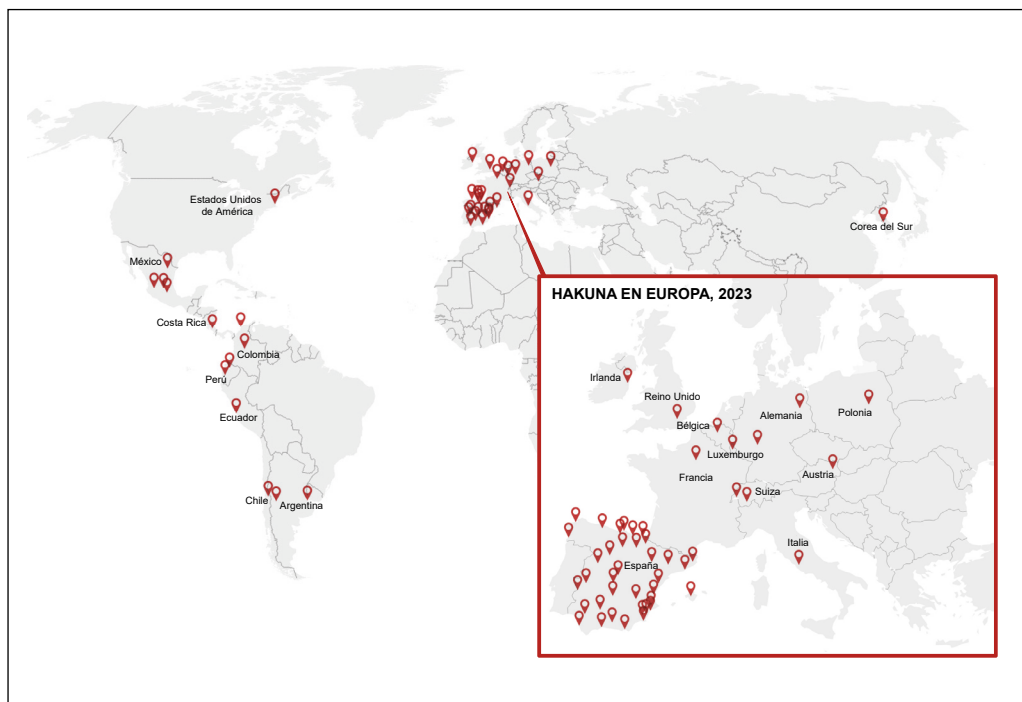 Estados Unidos
de América
Corea del Sur
México
HAKUNA EN EUROPA, 2023
Costa Rica
Colombia
Perú
Ecuador
Chile
Argentina
Irlanda
Reino Unido
Bélgica
Alemania
Polonia
Luxemburgo
Francia
Austria
Suiza
Italia
España